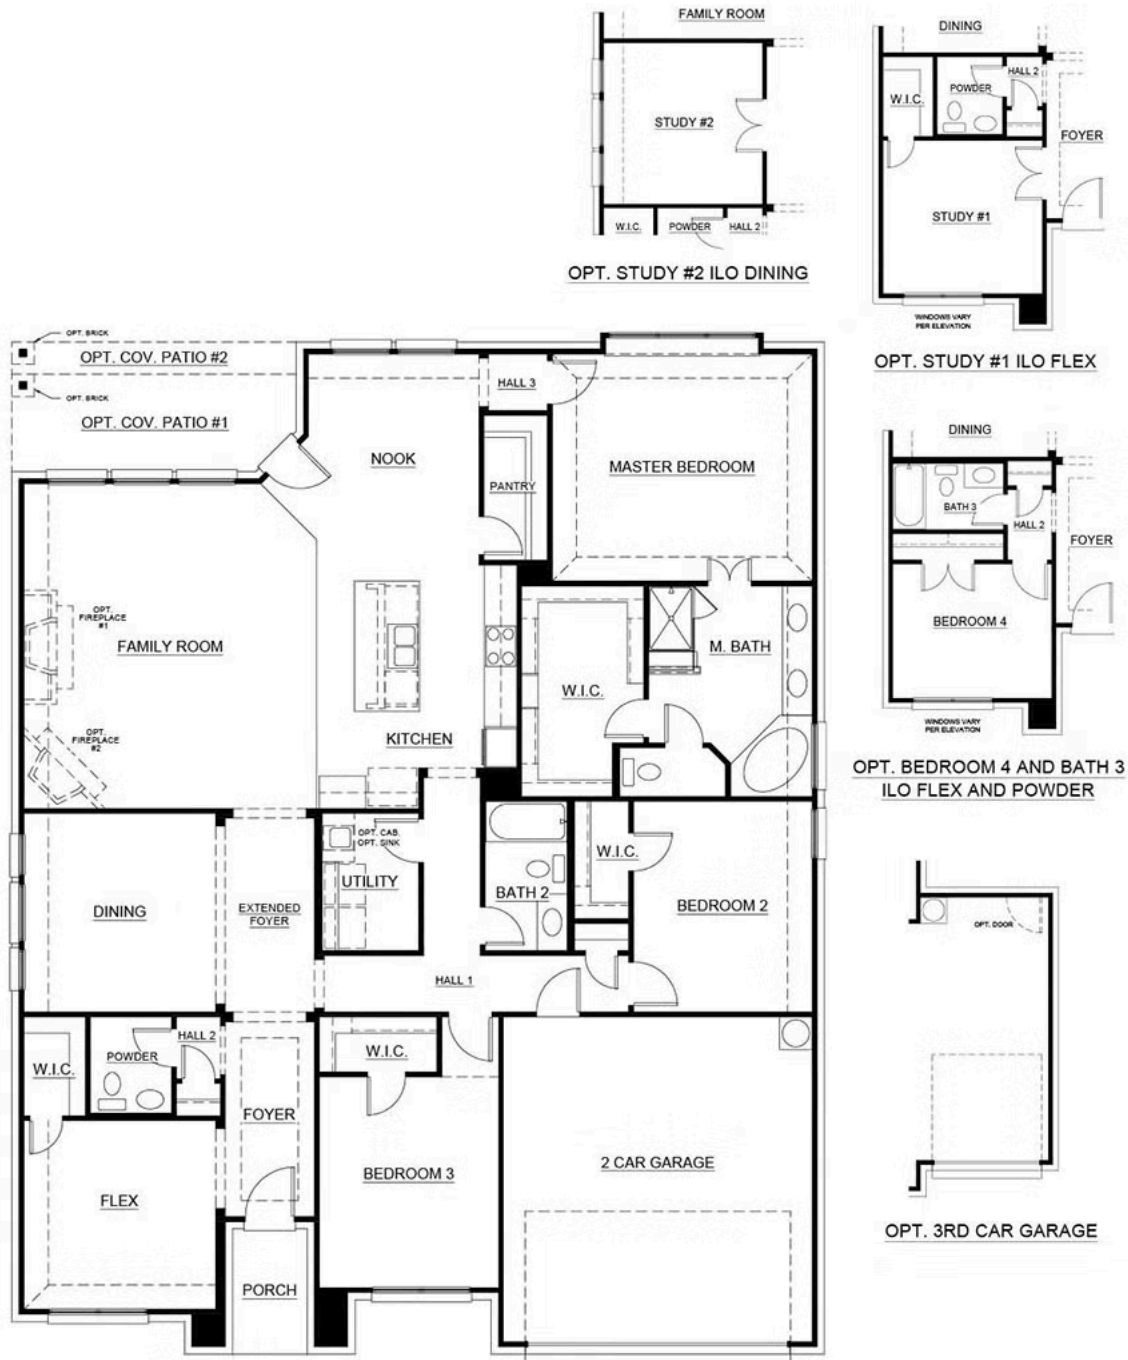 FAMILY ROOM
STUDY #2
W.I.C.
POWDER
HALL 2
OPT. STUDY #2 ILO DINING
DINING
W.I.C.
POWDER
HALL 2
FOYER
STUDY #1
WINDOWS VARY
PER ELEVATION
OPT. STUDY #1 ILO FLEX
DINING
BATH 3
HALL 2
FOYER
BEDROOM 4
WINDOWS VARY
PER ELEVATION
OPT. BEDROOM 4 AND BATH 3
ILO FLEX AND POWDER
OPT. DOOR
OPT. 3RD CAR GARAGE
OPT. BRICK
OPT. COV. PATIO #2
OPT. BRICK
OPT. COV. PATIO #1
HALL 3
NOOK
MASTER BEDROOM
PANTRY
OPT.
FIREPLACE
#1
FAMILY ROOM
M. BATH
W.I.C.
OPT.
FIREPLACE
#2
KITCHEN
OPT. CAB.
OPT. SINK
W.I.C.
UTILITY
BATH 2
BEDROOM 2
DINING
EXTENDED
FOYER
HALL 1
HALL 2
POWDER
W.I.C.
W.I.C.
FOYER
BEDROOM 3
2 CAR GARAGE
FLEX
PORCH